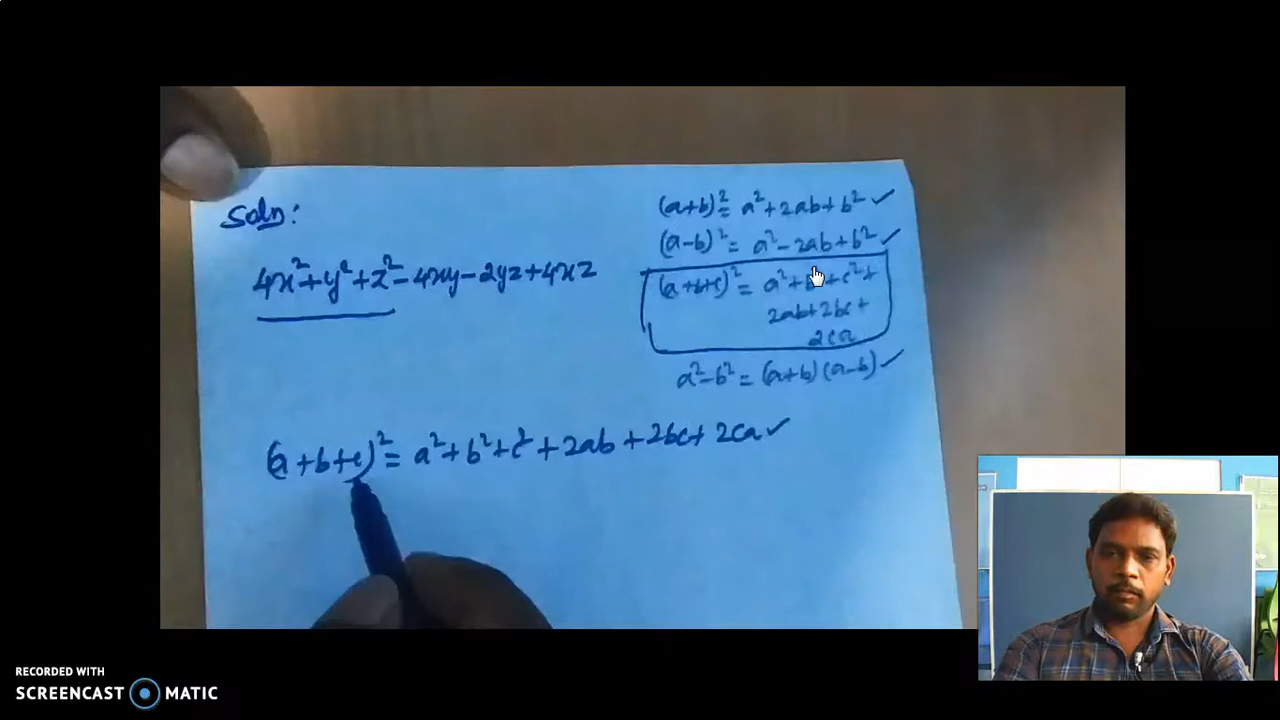 Soln:
4x²+y²+z²-4xy-2yz+4xz
(a+b)² = a²+2ab+b² ✓
(a-b)² = a²-2ab+b² ✓
(a+b+c)² = a²+b²+c²+
2ab+2bc+
2ca
a²-b² = (a+b)(a-b) ✓
(a+b+c)² = a²+b²+c²+2ab+2bc+2ca ✓
RECORDED WITH
SCREENCAST MATIC